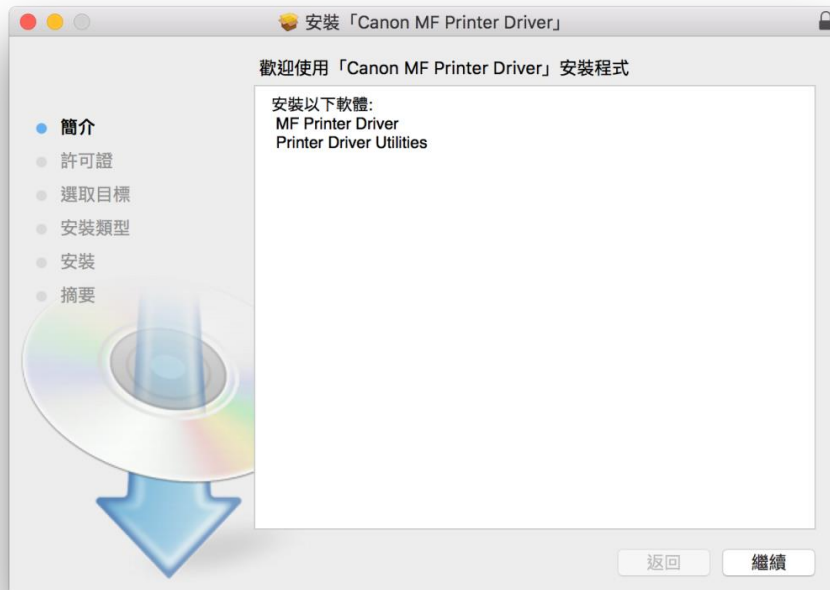 安裝「Canon MF Printer Driver」
歡迎使用「Canon MF Printer Driver」安裝程式
簡介
許可證
選取目標
安裝類型
安裝
摘要
安裝以下軟體:
MF Printer Driver
Printer Driver Utilities
返回
繼續